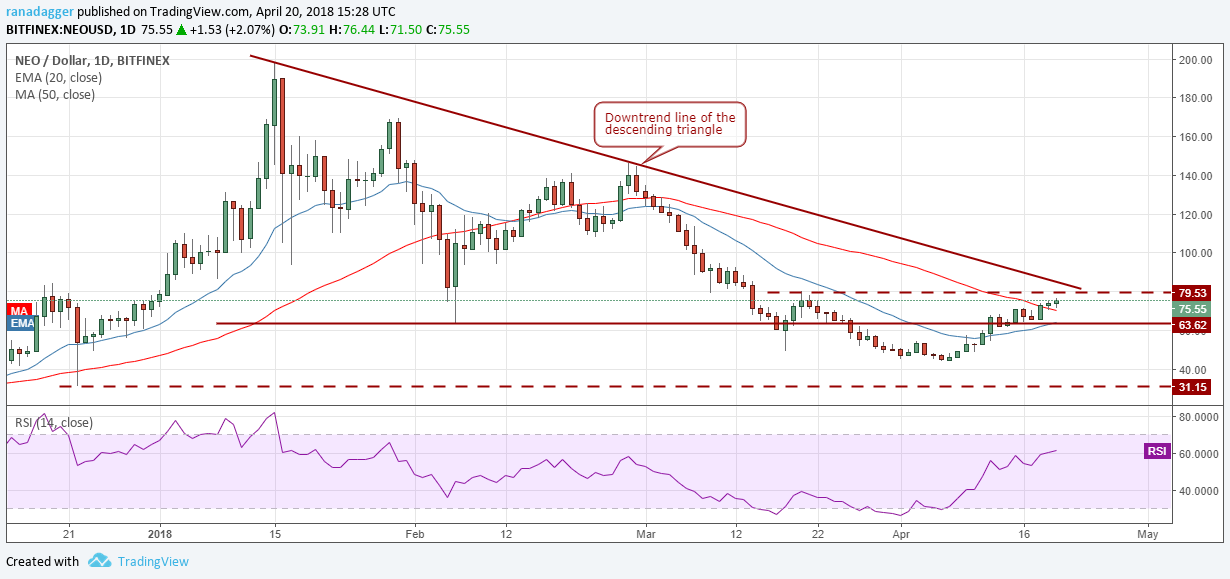 ranadagger published on TradingView.com, April 20, 2018 15:28 UTC
BITFINEX:NEOUSD, 1D 75.55 ▲ +1.53 (+2.07%) O:73.91 H:76.44 L:71.50 C:75.55
NEO / Dollar, 1D, BITFINEX
EMA (20, close)
MA (50, close)
Downtrend line of the
descending triangle
200.00
180.00
160.00
140.00
120.00
100.00
79.53
75.55
63.62
40.00
31.15
MA
EMA
RSI (14, close)
RSI
80.0000
60.0000
40.0000
21
2018
15
Feb
12
Mar
12
22
Apr
16
May
Created with TradingView